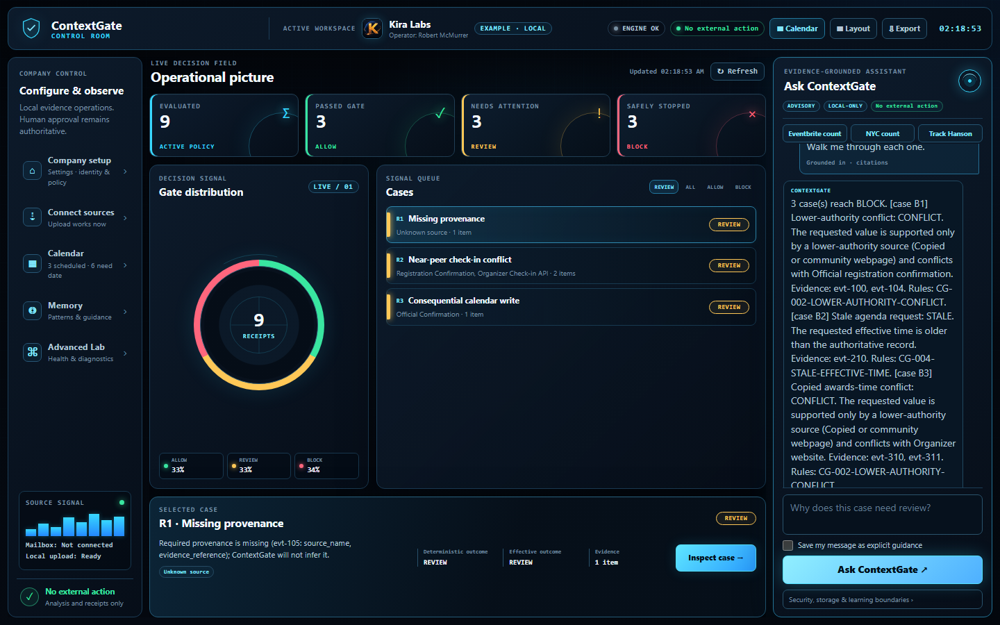 ContextGate
CONTROL ROOM
ACTIVE WORKSPACE
Kira Labs
Operator: Robert McMurrer
EXAMPLE · LOCAL
ENGINE OK
No external action
Calendar
Layout
Export
02:18:53
COMPANY CONTROL
Configure & observe
Local evidence operations.
Human approval remains
authoritative.
Company setup
Settings · identity &
policy
Connect sources
Upload works now
Calendar
3 scheduled · 6 need
date
Memory
Patterns & guidance
Advanced Lab
Health & diagnostics
SOURCE SIGNAL
Mailbox: Not connected
Local upload: Ready
No external action
Analysis and receipts only
LIVE DECISION FIELD
Operational picture
Updated 02:18:53 AM
↻ Refresh
EVALUATED
Σ
9
ACTIVE POLICY
PASSED GATE
✓
3
ALLOW
NEEDS ATTENTION
!
3
REVIEW
SAFELY STOPPED
×
3
BLOCK
DECISION SIGNAL
Gate distribution
LIVE / 01
9
RECEIPTS
ALLOW
33%
REVIEW
33%
BLOCK
34%
SIGNAL QUEUE
Cases
REVIEW
ALL
ALLOW
BLOCK
R1 Missing provenance
Unknown source · 1 item
REVIEW
R2 Near-peer check-in conflict
Registration Confirmation, Organizer Check-in API · 2 items
REVIEW
R3 Consequential calendar write
Official Confirmation · 1 item
REVIEW
SELECTED CASE
R1 · Missing provenance
REVIEW
Required provenance is missing (evt-105: source_name,
evidence_reference); ContextGate will not infer it.
Unknown source
Deterministic outcome
REVIEW
Effective outcome
REVIEW
Evidence
1 item
Inspect case →
EVIDENCE-GROUNDED ASSISTANT
Ask ContextGate
ADVISORY
LOCAL-ONLY
No external action
Eventbrite count
NYC count
Track Hanson
Walk me through each one.
Grounded in · citations
CONTEXTGATE
3 case(s) reach BLOCK. [case B1]
Lower-authority conflict: CONFLICT.
The requested value is supported only
by a lower-authority source (Copied
or community webpage) and conflicts
with Official registration confirmation.
Evidence: evt-100, evt-104. Rules: CG-
002-LOWER-AUTHORITY-CONFLICT.
[case B2] Stale agenda request: STALE.
The requested effective time is older
than the authoritative record.
Evidence: evt-210. Rules: CG-004-
STALE-EFFECTIVE-TIME. [case B3]
Copied awards-time conflict:
CONFLICT. The requested value is
supported only by a lower-authority
source (Copied or community
webpage) and conflicts with Organizer
website. Evidence: evt-310, evt-311.
Rules: CG-002-LOWER-AUTHORITY-
CONFLICT
Why does this case need review?
Save my message as explicit guidance
Ask ContextGate ↗
Security, storage & learning boundaries ›